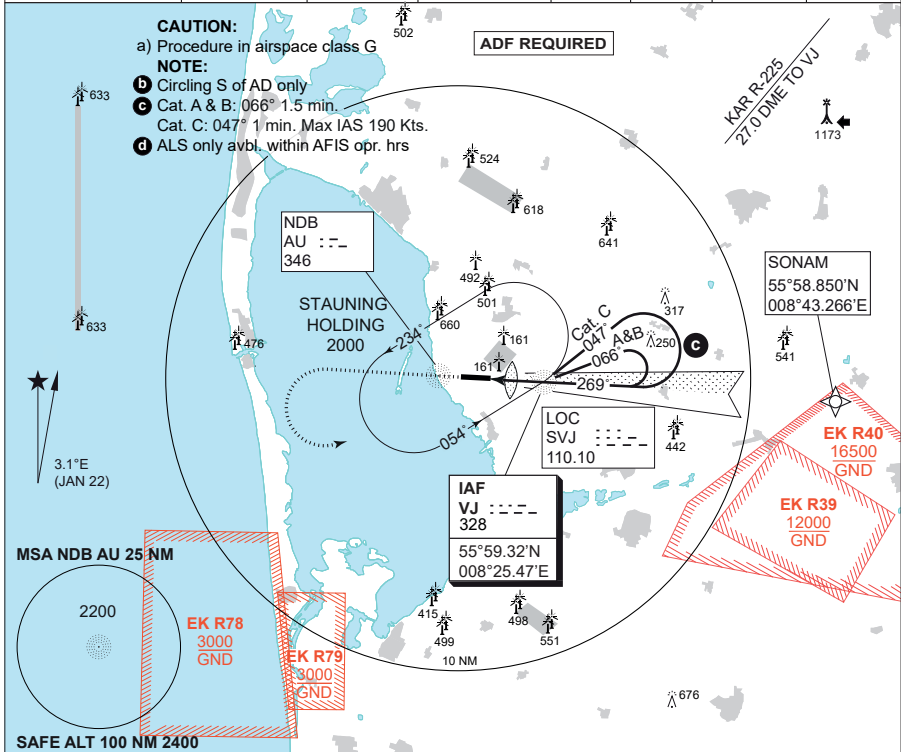 CAUTION:
a) Procedure in airspace class G
NOTE:
b Circling S of AD only
c Cat. A & B: 066° 1.5 min.
Cat. C: 047° 1 min. Max IAS 190 Kts.
d ALS only avbl. within AFIS opr. hrs
502
ADF REQUIRED
KAR R-225
27.0 DME TO VJ
1173
633
524
618
641
NDB
AU
346
492
501
SONAM
55°58.850'N
008°43.266'E
STAUNING
HOLDING
2000
317
633
660
476
234°
161
Cat. C
047°
A&B
066°
250
c
541
161
269°
054°
LOC
SVJ
110.10
442
EK R40
16500
GND
3.1°E
(JAN 22)
IAF
VJ
328
55°59.32'N
008°25.47'E
EK R39
12000
GND
MSA NDB AU 25 NM
2200
EK R78
3000
GND
EK R79
3000
GND
415
499
498
551
10 NM
676
SAFE ALT 100 NM 2400